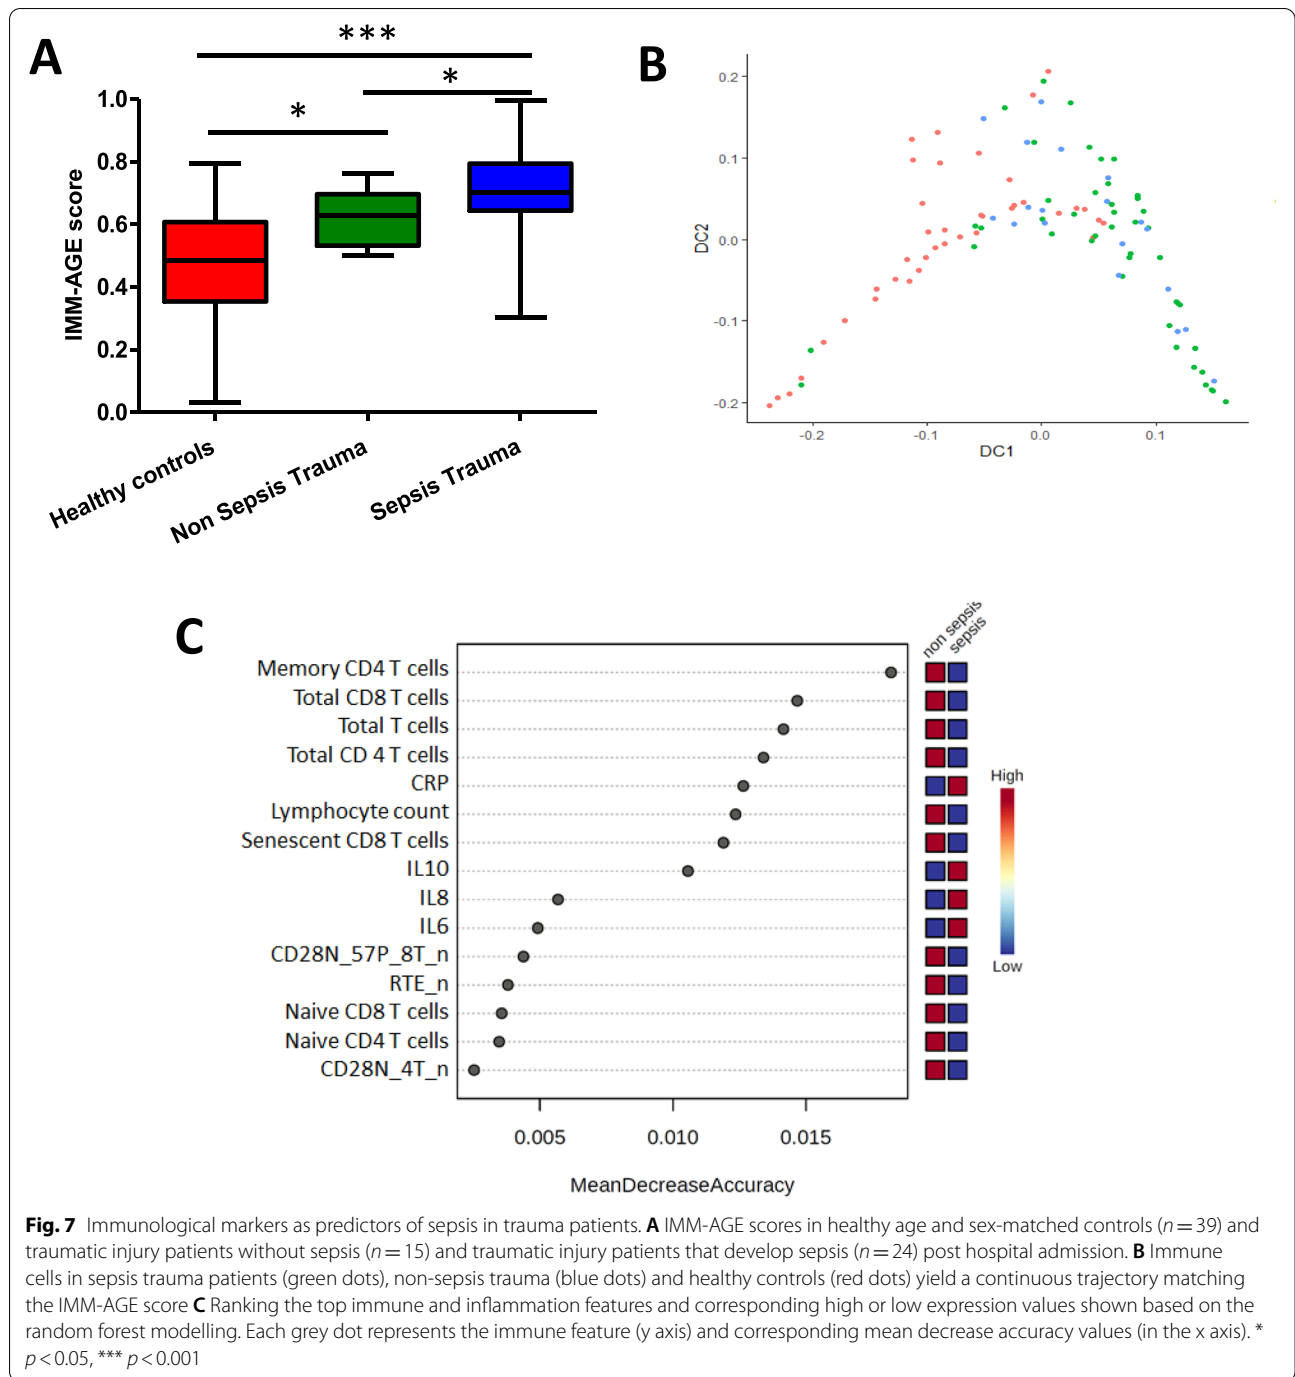 A
***
*
*
1.0
0.8
0.6
0.4
0.2
0.0
IMM-AGE score
Healthy controls
Non Sepsis Trauma
Sepsis Trauma
B
0.2
0.1
0.0
-0.1
-0.2
DC2
-0.2
-0.1
0.0
0.1
DC1
C
non sepsis
sepsis
Memory CD4 T cells
Total CD8 T cells
Total T cells
Total CD 4 T cells
CRP
Lymphocyte count
Senescent CD8 T cells
IL10
IL8
IL6
CD28N_57P_8T_n
RTE_n
Naive CD8 T cells
Naive CD4 T cells
CD28N_4T_n
High
Low
0.005
0.010
0.015
MeanDecreaseAccuracy
Fig. 7 Immunological markers as predictors of sepsis in trauma patients. A IMM-AGE scores in healthy age and sex-matched controls (n = 39) and
traumatic injury patients without sepsis (n = 15) and traumatic injury patients that develop sepsis (n = 24) post hospital admission. B Immune
cells in sepsis trauma patients (green dots), non-sepsis trauma (blue dots) and healthy controls (red dots) yield a continuous trajectory matching
the IMM-AGE score C Ranking the top immune and inflammation features and corresponding high or low expression values shown based on the
random forest modelling. Each grey dot represents the immune feature (y axis) and corresponding mean decrease accuracy values (in the x axis). *
p < 0.05, *** p < 0.001